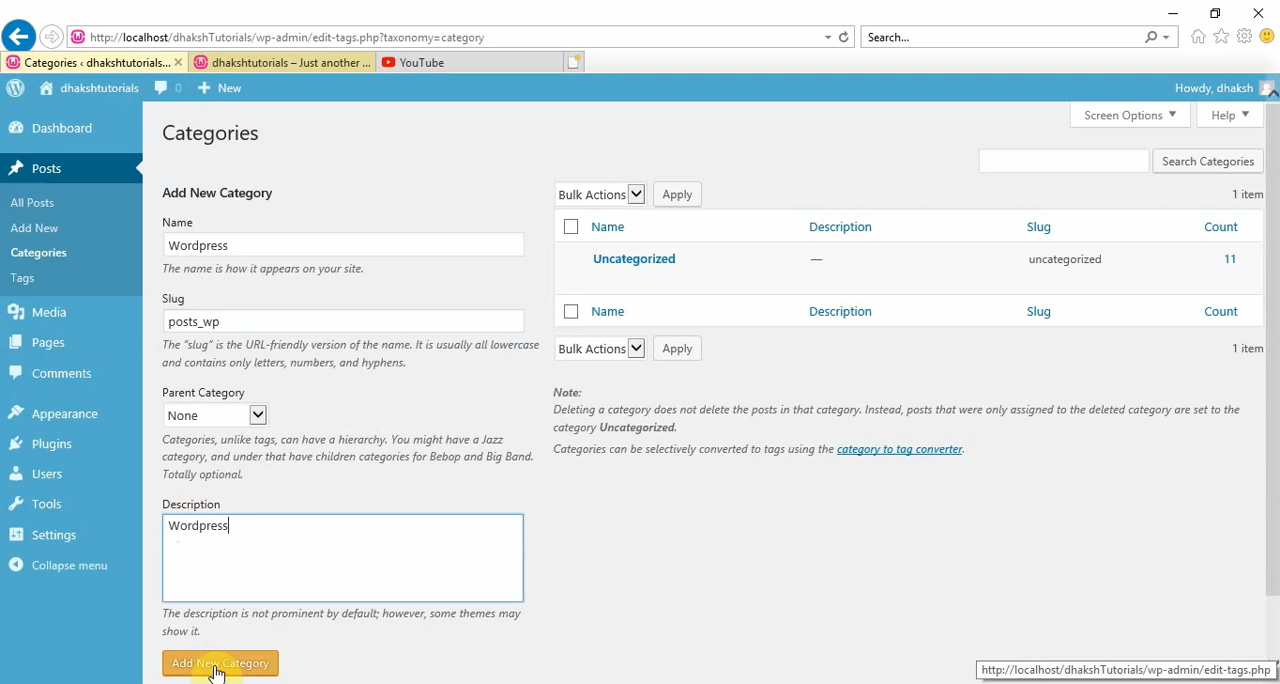 http://localhost/dhakshTutorials/wp-admin/edit-tags.php?taxonomy=category
Search...
Categories ‹ dhakshtutorials...
dhakshtutorials – Just another ...
YouTube
dhakshtutorials
0
New
Howdy, dhaksh
Dashboard
Posts
All Posts
Add New
Categories
Tags
Media
Pages
Comments
Appearance
Plugins
Users
Tools
Settings
Collapse menu
Screen Options
Help
Categories
Search Categories
Add New Category
Name
Wordpress
The name is how it appears on your site.
Slug
posts_wp
The “slug” is the URL-friendly version of the name. It is usually all lowercase
and contains only letters, numbers, and hyphens.
Parent Category
None
Categories, unlike tags, can have a hierarchy. You might have a Jazz
category, and under that have children categories for Bebop and Big Band.
Totally optional.
Description
Wordpress
The description is not prominent by default; however, some themes may
show it.
Add New Category
Bulk Actions
Apply
1 item
Name Description Slug Count
Uncategorized — uncategorized 11
Name Description Slug Count
Bulk Actions
Apply
1 item
Note:
Deleting a category does not delete the posts in that category. Instead, posts that were only assigned to the deleted category are set to the
category Uncategorized.
Categories can be selectively converted to tags using the category to tag converter.
http://localhost/dhakshTutorials/wp-admin/edit-tags.php